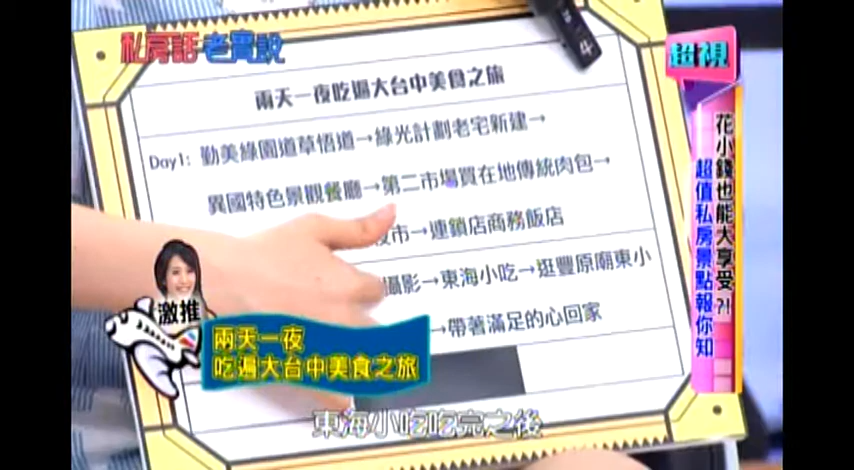 私房話老實說
超視
兩天一夜吃遍大台中美食之旅
Day1: 勤美綠園道草悟道→綠光計劃老宅新建→
異國特色景觀餐廳→第二市場買在地傳統肉包→
夜市→連鎖店商務飯店
攝影→東海小吃→逛豐原廟東小
→帶著滿足的心回家
花小錢也能大享受?!
超值私房景點報你知
激推
兩天一夜
吃遍大台中美食之旅
東海小吃吃完之後